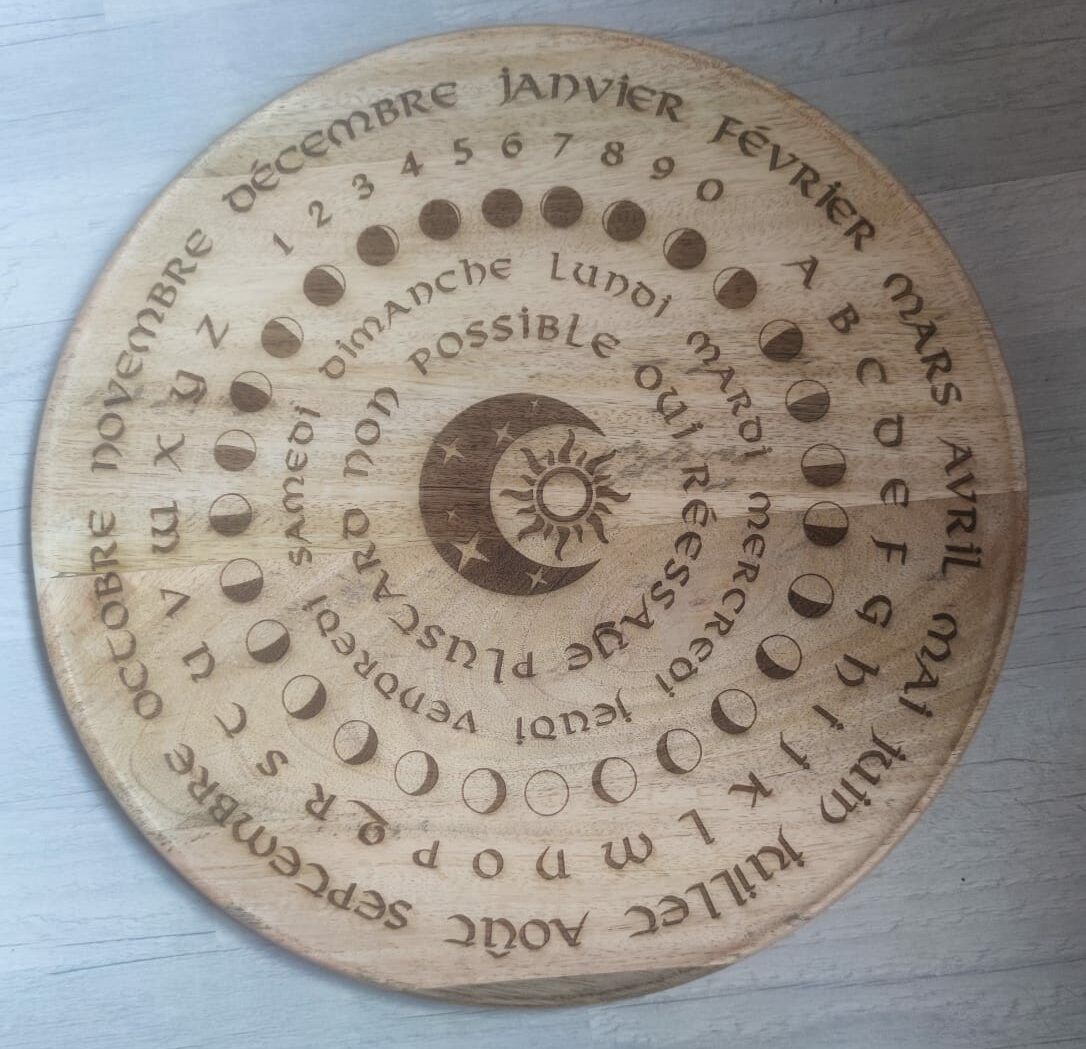 janvier février mars avril mai juin juillet août septembre octobre novembre décembre
1 2 3 4 5 6 7 8 9 0
A B C D E F G H I J K L M N O P Q R S T U V W X Y Z
dimanche lundi mardi mercredi jeudi vendredi samedi
possible oui réessaye plus tard non